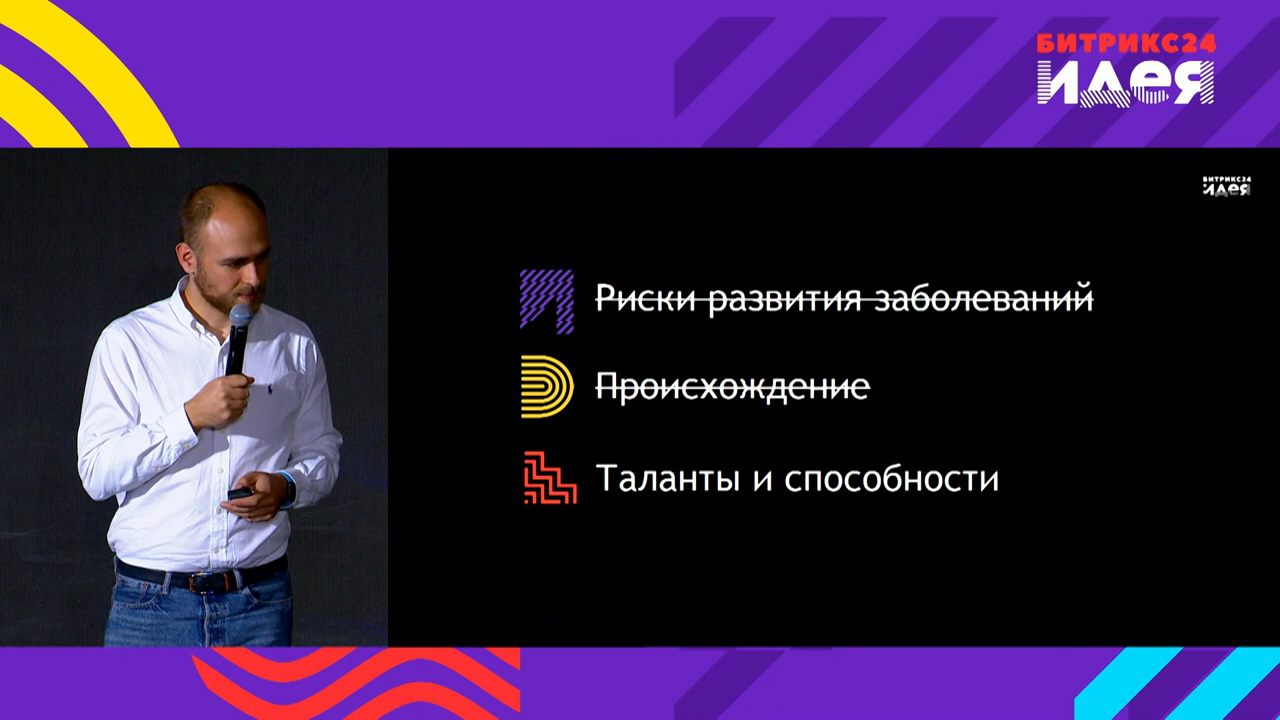 БИТРИКС24
идея
БИТРИКС24
идея
Риски развития заболеваний
Происхождение
Таланты и способности